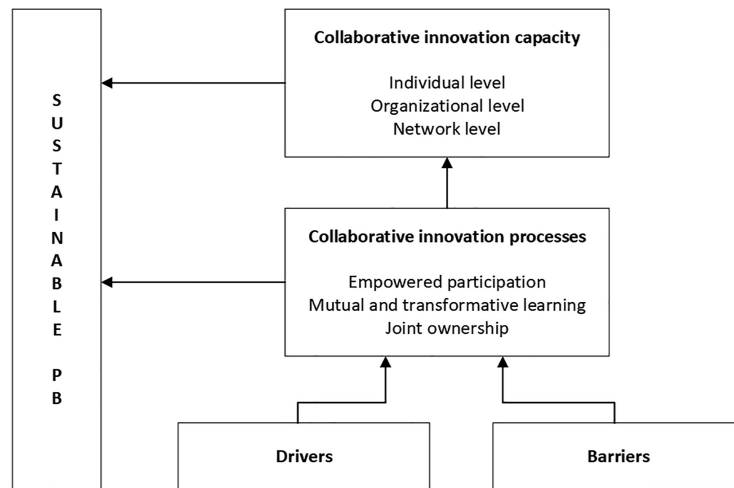 SUSTAINABLE PB
Collaborative innovation capacity
Individual level
Organizational level
Network level
Collaborative innovation processes
Empowered participation
Mutual and transformative learning
Joint ownership
Drivers
Barriers